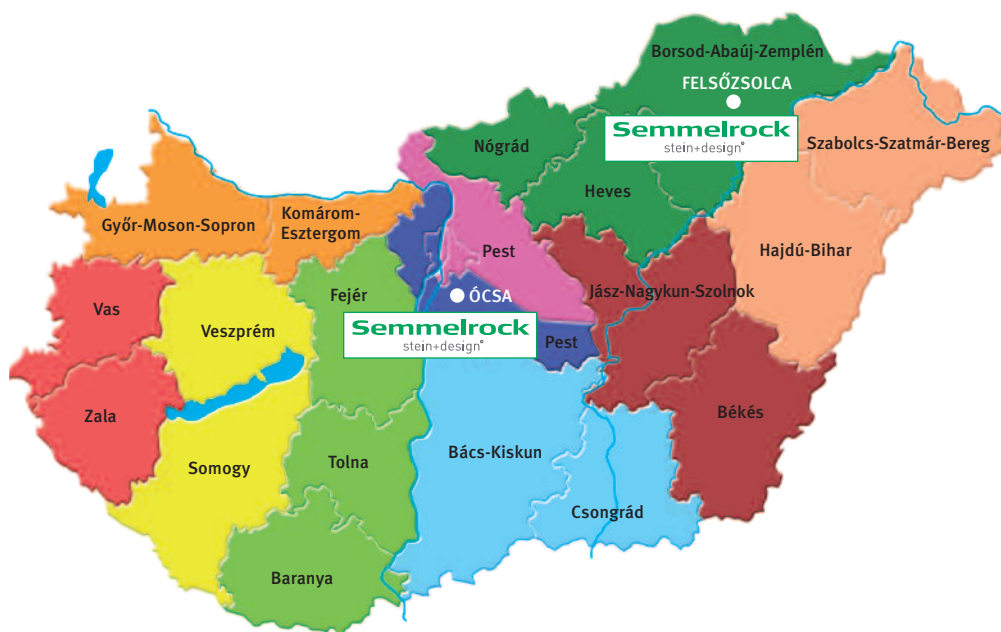 Borsod-Abaúj-Zemplén
FELSŐZSOLCA
Semmelrock
stein+design®
Nógrád
Szabolcs-Szatmár-Bereg
Heves
Győr-Moson-Sopron
Komárom-
Esztergom
Pest
Hajdú-Bihar
Vas
Fejér
ÓCSA
Jász-Nagykun-Szolnok
Veszprém
Semmelrock
stein+design®
Pest
Zala
Békés
Somogy
Tolna
Bács-Kiskun
Csongrád
Baranya